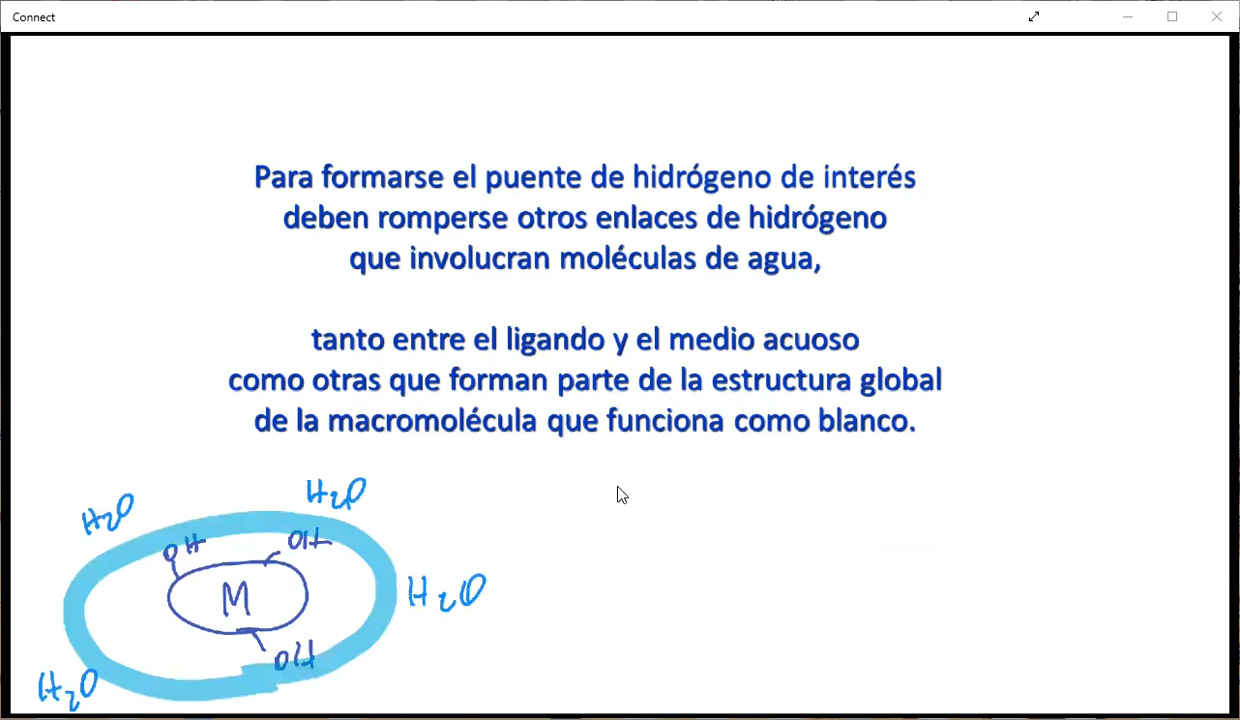 Connect
Para formarse el puente de hidrógeno de interés
deben romperse otros enlaces de hidrógeno
que involucran moléculas de agua,
tanto entre el ligando y el medio acuoso
como otras que forman parte de la estructura global
de la macromolécula que funciona como blanco.
H2O
H2O
OH
OH
M
H2O
OH
H2O